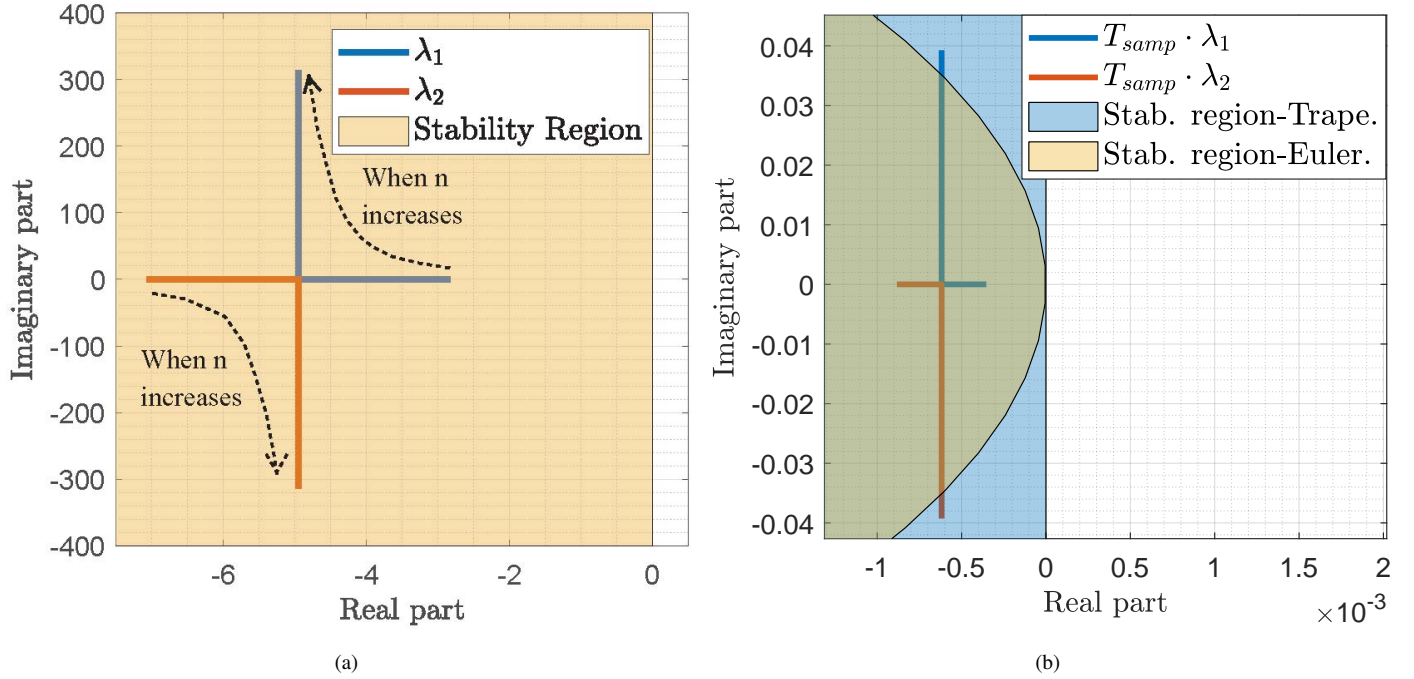 400
300
200
100
0
-100
-200
-300
-400
Imaginary part
λ1
λ2
Stability Region
When n
increases
When n
increases
-6
-4
-2
0
Real part
(a)
0.04
0.03
0.02
0.01
0
-0.01
-0.02
-0.03
-0.04
Imaginary part
Tsamp · λ1
Tsamp · λ2
Stab. region-Trape.
Stab. region-Euler.
-1
-0.5
0
0.5
1
1.5
2
Real part
×10-3
(b)